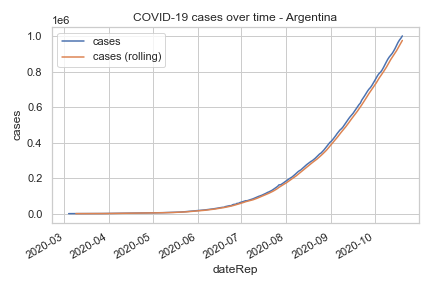 COVID-19 cases over time - Argentina
1e6
cases
cases (rolling)
1.0
0.8
0.6
0.4
0.2
0.0
cases
2020-03
2020-04
2020-05
2020-06
2020-07
2020-08
2020-09
2020-10
dateRep